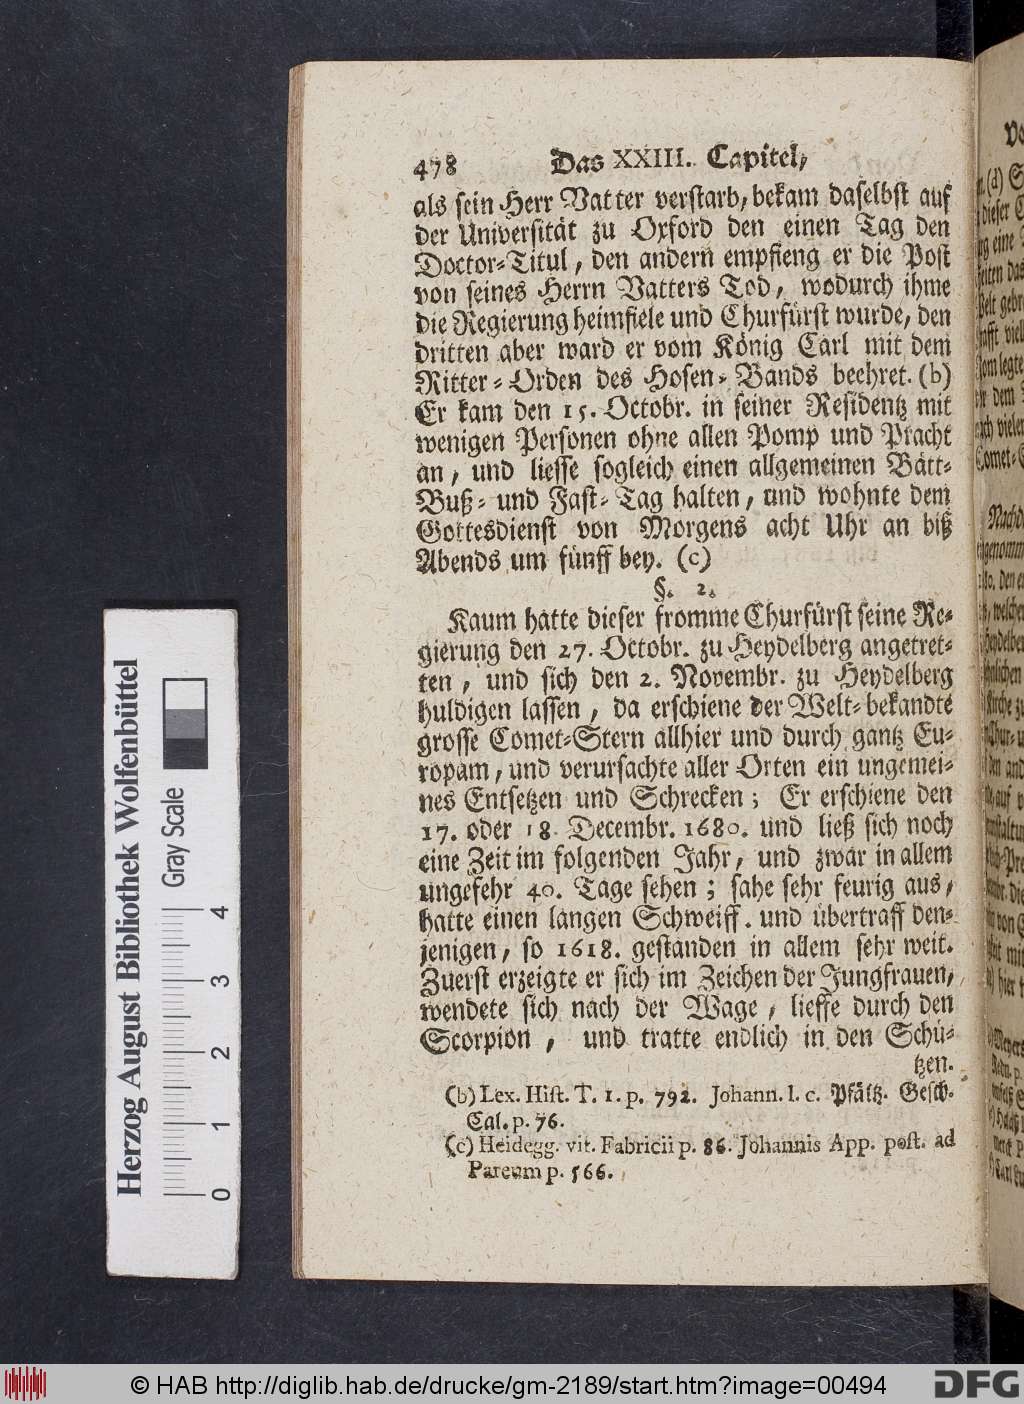 478 Das XXIII. Capitel,
als sein Herr Vatter verstarb, bekam daselbst auf
der Universität zu Oxford den einen Tag den
Doctor-Titul, den andern empfieng er die Post
von seines Herrn Vatters Tod, wodurch ihme
die Regierung heimfiele und Churfürst wurde, den
dritten aber ward er vom König Carl mit dem
Ritter-Orden des Hosen-Bands beehret. (b)
Er kam den 15. Octobr. in seiner Residentz mit
wenigen Personen ohne allen Pomp und Pracht
an, und liesse sogleich einen allgemeinen Bätt-
Buß- und Fast-Tag halten, und wohnte dem
Gottesdienst von Morgens acht Uhr an biß
Abends um fünff bey. (c)
§. 2.
Kaum hatte dieser fromme Churfürst seine Re-
gierung den 27. Octobr. zu Heydelberg angetret-
ten, und sich den 2. Novembr. zu Heydelberg
huldigen lassen, da erschiene der Welt-bekandte
grosse Comet-Stern allhier und durch gantz Eu-
ropam, und verursachte aller Orten ein ungemei-
nes Entsetzen und Schrecken; Er erschiene den
17. oder 18. Decembr. 1680. und ließ sich noch
eine Zeit im folgenden Jahr, und zwar in allem
ungefehr 40. Tage sehen; sahe sehr feurig aus,
hatte einen langen Schweiff. und übertraff den-
jenigen, so 1618. gestanden in allem sehr weit.
Zuerst erzeigte er sich im Zeichen der Jungfrauen,
wendete sich nach der Wage, lieffe durch den
Scorpion, und tratte endlich in den Schü-
tzen.
(b) Lex. Hist. T. 1. p. 792. Johann. l. c. Pfältz. Gesch.
Cal. p. 76.
(c) Heidegg. vit. Fabricii p. 86. Johannis App. post. ad
Pareum p. 566.
Herzog August Bibliothek Wolfenbüttel
Gray Scale
0 1 2 3 4
© HAB http://diglib.hab.de/drucke/gm-2189/start.htm?image=00494
DFG